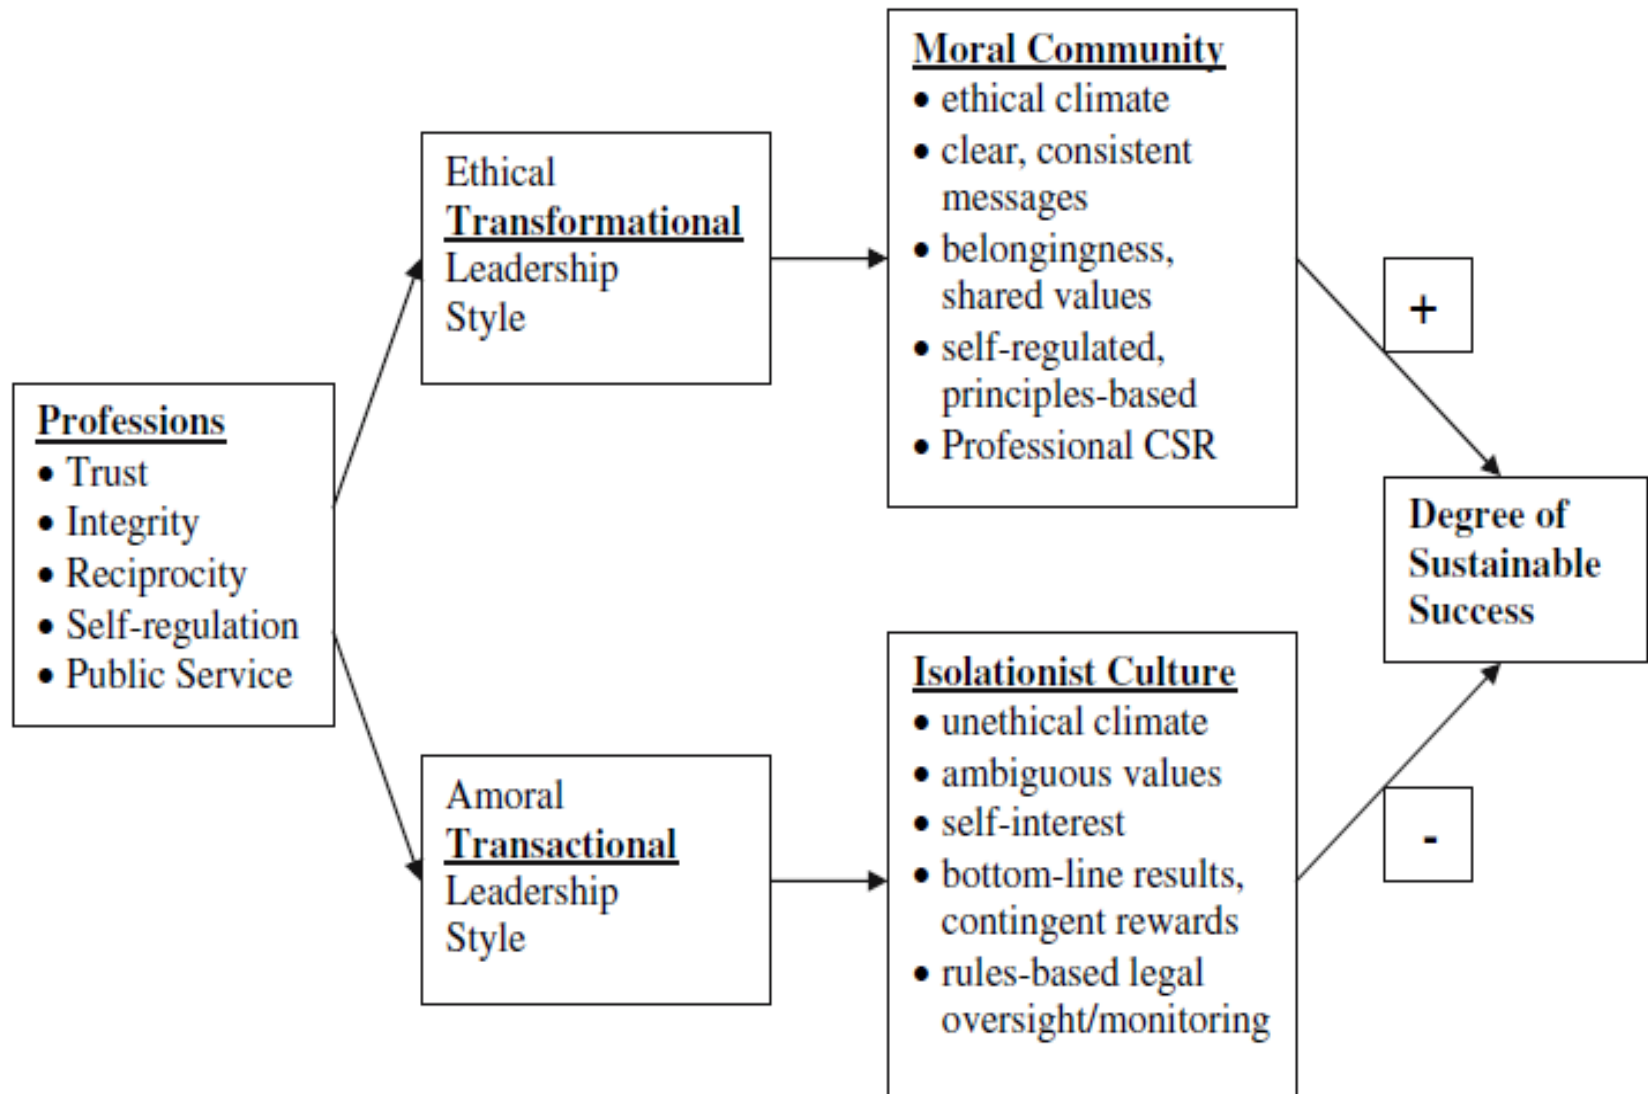 Professions
• Trust
• Integrity
• Reciprocity
• Self-regulation
• Public Service
Ethical
Transformational
Leadership
Style
Amoral
Transactional
Leadership
Style
Moral Community
• ethical climate
• clear, consistent
messages
• belongingness,
shared values
• self-regulated,
principles-based
• Professional CSR
Isolationist Culture
• unethical climate
• ambiguous values
• self-interest
• bottom-line results,
contingent rewards
• rules-based legal
oversight/monitoring
+
-
Degree of
Sustainable
Success